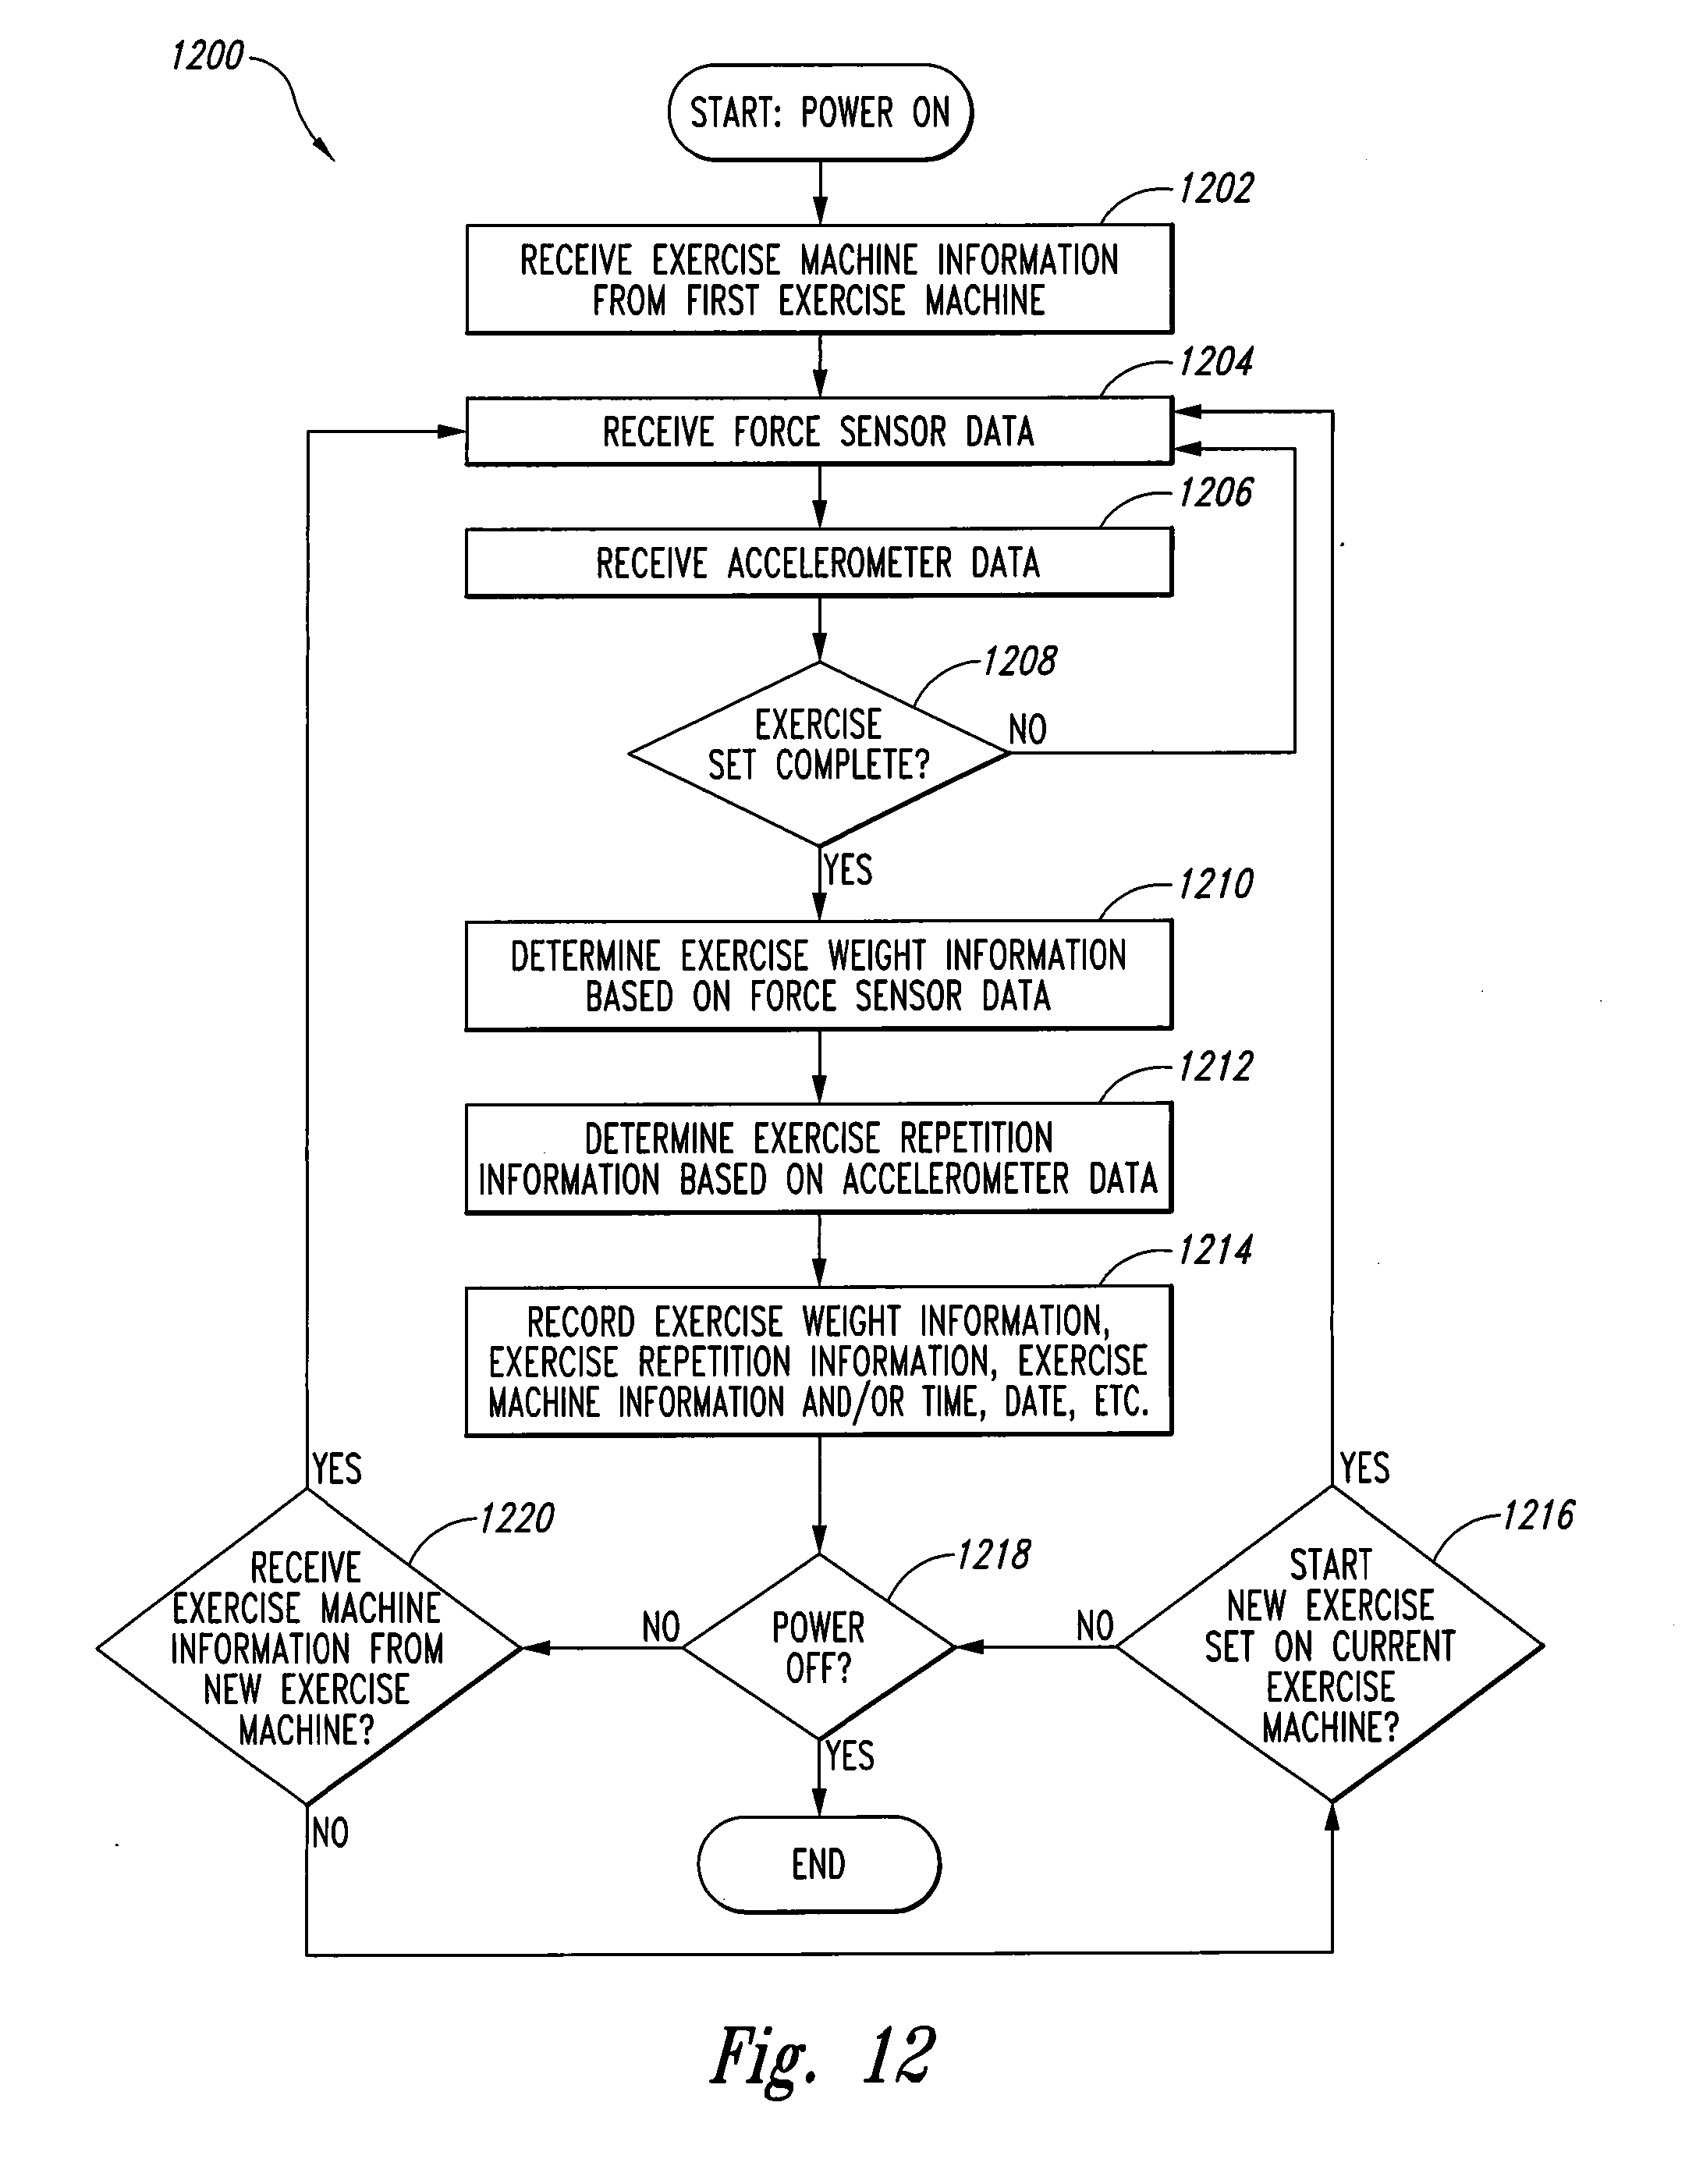 1200
START: POWER ON
1202
RECEIVE EXERCISE MACHINE INFORMATION
FROM FIRST EXERCISE MACHINE
1204
RECEIVE FORCE SENSOR DATA
1206
RECEIVE ACCELEROMETER DATA
1208
EXERCISE
SET COMPLETE?
NO
YES
1210
DETERMINE EXERCISE WEIGHT INFORMATION
BASED ON FORCE SENSOR DATA
1212
DETERMINE EXERCISE REPETITION
INFORMATION BASED ON ACCELEROMETER DATA
1214
RECORD EXERCISE WEIGHT INFORMATION,
EXERCISE REPETITION INFORMATION, EXERCISE
MACHINE INFORMATION AND/OR TIME, DATE, ETC.
YES
1220
RECEIVE
EXERCISE MACHINE
INFORMATION FROM
NEW EXERCISE
MACHINE?
NO
NO
1218
POWER
OFF?
YES
NO
YES
1216
START
NEW EXERCISE
SET ON CURRENT
EXERCISE
MACHINE?
END
Fig. 12